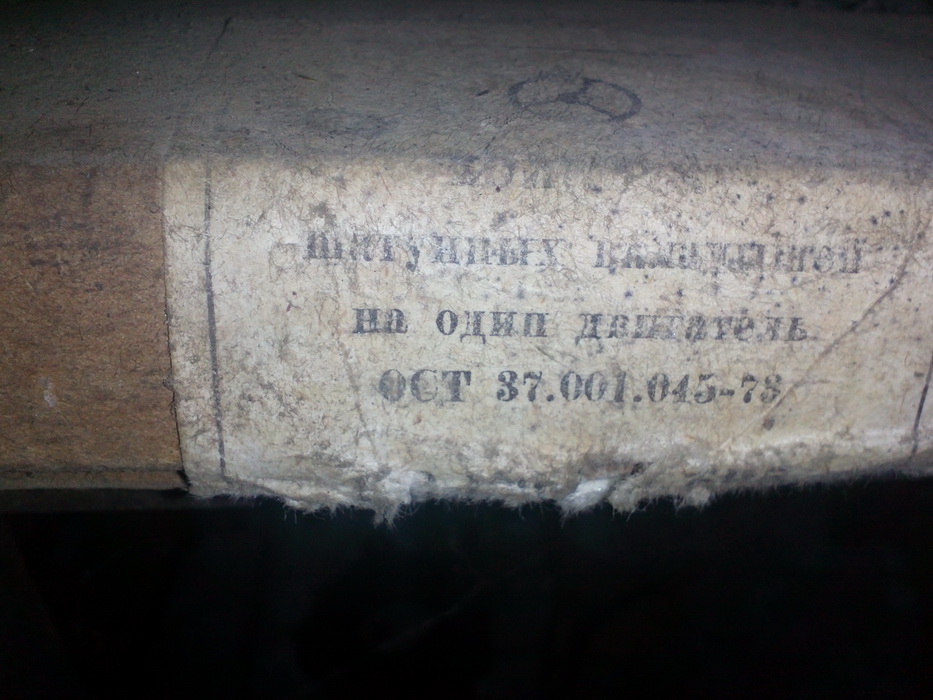 шатунных вкладышей
на один двигатель
ОСТ 37.001.045-78